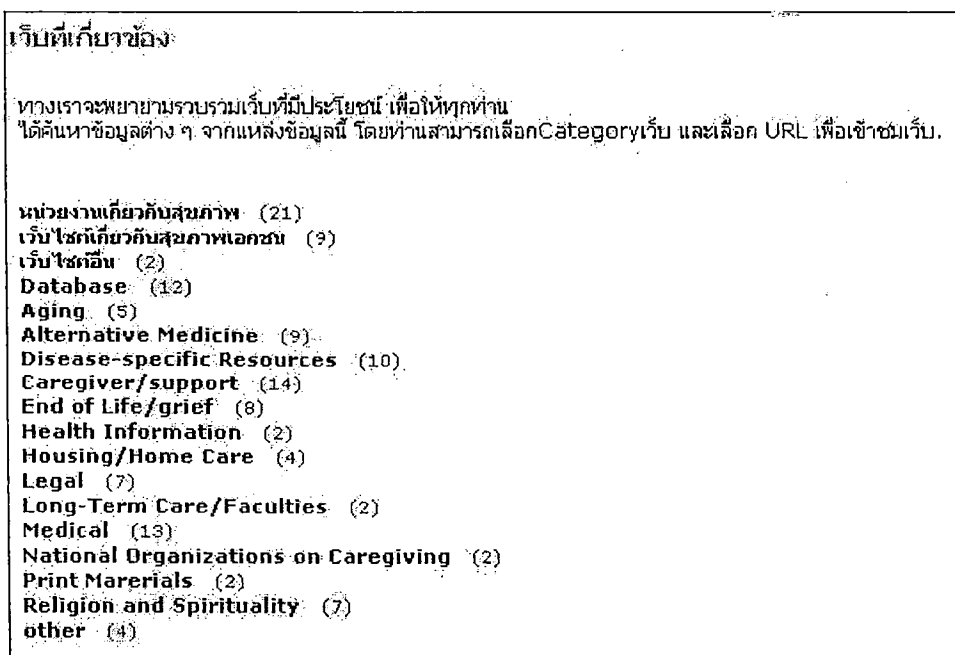 เว็บที่เกี่ยวข้อง
ทางเราจะพยายามรวบรวมเว็บที่มีประโยชน์ เพื่อให้ทุกท่าน
ได้ค้นหาข้อมูลต่าง ๆ จากแหล่งข้อมูลนี้ โดยท่านสามารถเลือกCategoryเว็บ และเลือก URL เพื่อเข้าชมเว็บ.
หน่วยงานเกี่ยวกับสุขภาพ (21)
เว็บไซท์เกี่ยวกับสุขภาพเอกชน (9)
เว็บไซท์อื่น (2)
Database (12)
Aging (5)
Alternative Medicine (9)
Disease-specific Resources (10)
Caregiver/support (14)
End of Life/grief (8)
Health Information (2)
Housing/Home Care (4)
Legal (7)
Long-Term Care/Faculties (2)
Medical (13)
National Organizations on Caregiving (2)
Print Marerials (2)
Religion and Spirituality (7)
other (4)